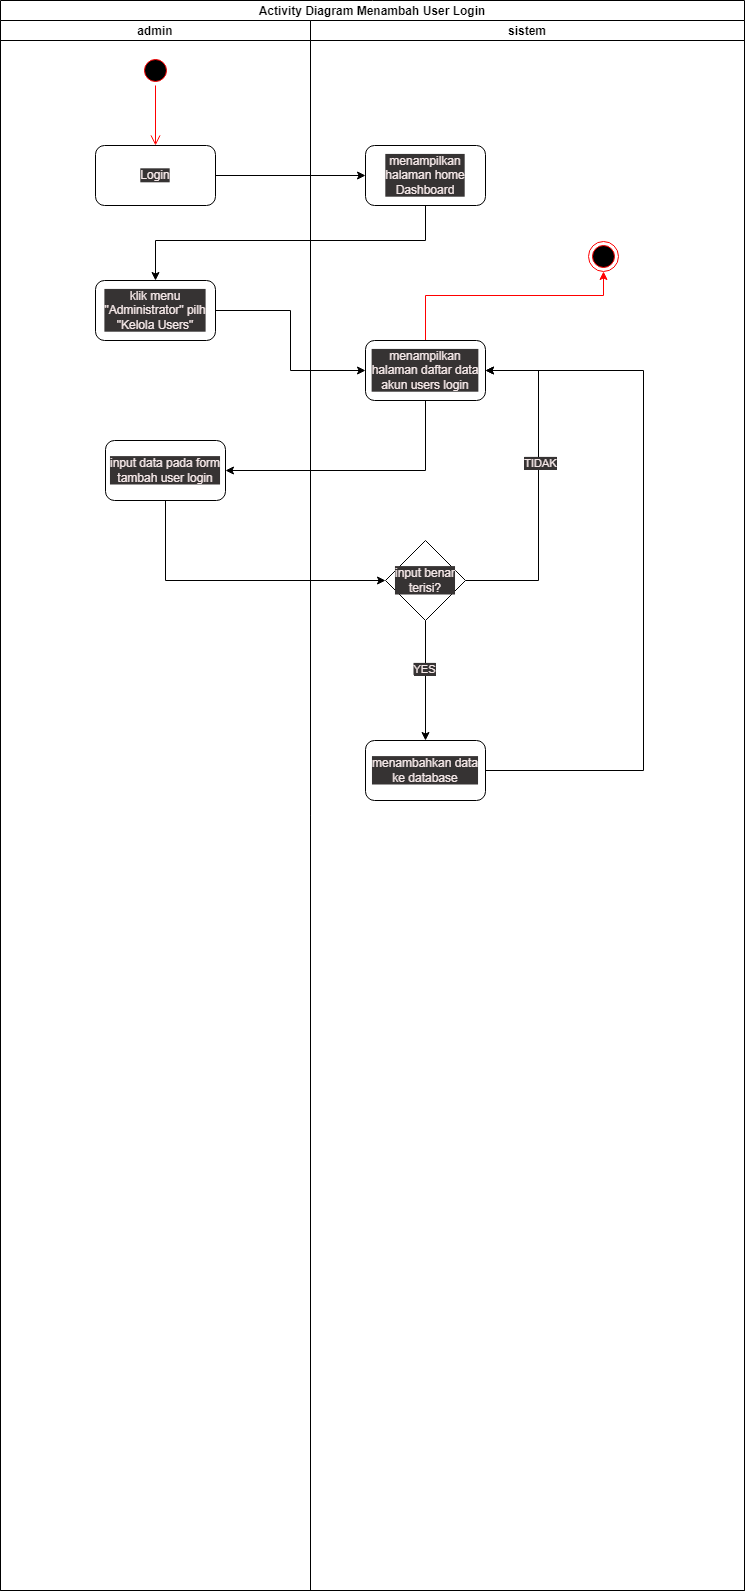 Activity Diagram Menambah User Login
admin
sistem
Login
menampilkan
halaman home
Dashboard
klik menu
"Administrator" pilh
"Kelola Users"
menampilkan
halaman daftar data
akun users login
input data pada form
tambah user login
TIDAK
input benar
terisi?
YES
menambahkan data
ke database